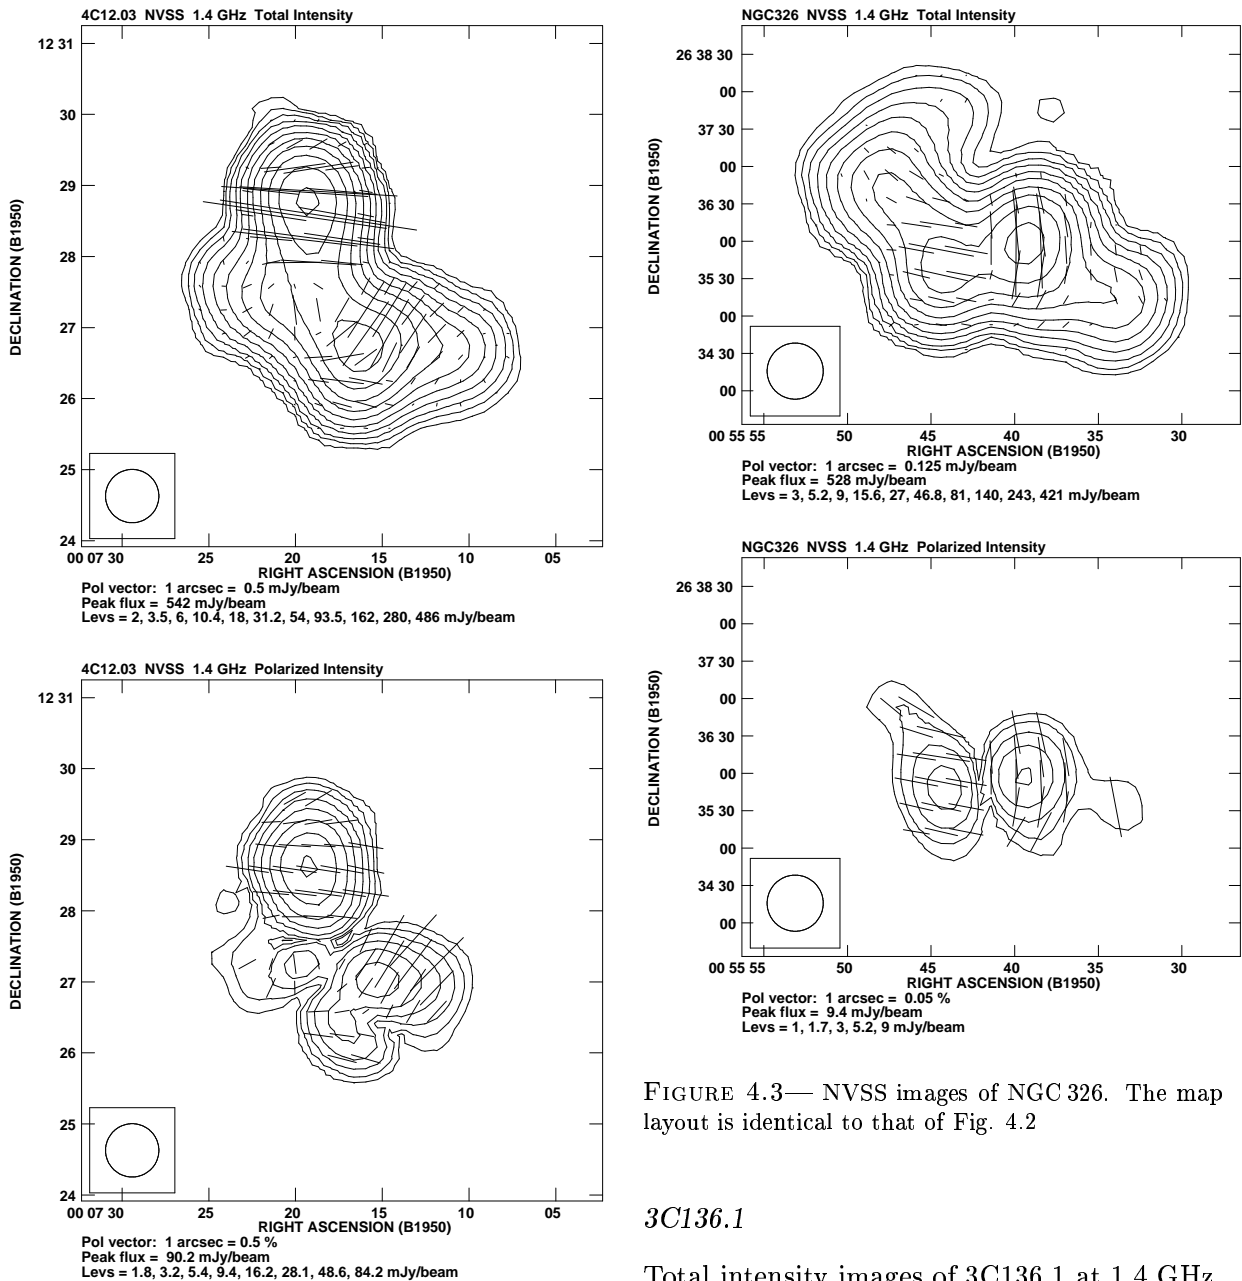 4C12.03 NVSS 1.4 GHz Total Intensity
12 31
30
29
28
27
26
25
24
DECLINATION (B1950)
00 07 30 25 20 15 10 05
RIGHT ASCENSION (B1950)
Pol vector: 1 arcsec = 0.5 mJy/beam
Peak flux = 542 mJy/beam
Levs = 2, 3.5, 6, 10.4, 18, 31.2, 54, 93.5, 162, 280, 486 mJy/beam
4C12.03 NVSS 1.4 GHz Polarized Intensity
12 31
30
29
28
27
26
25
24
DECLINATION (B1950)
00 07 30 25 20 15 10 05
RIGHT ASCENSION (B1950)
Pol vector: 1 arcsec = 0.5 %
Peak flux = 90.2 mJy/beam
Levs = 1.8, 3.2, 5.4, 9.4, 16.2, 28.1, 48.6, 84.2 mJy/beam
NGC326 NVSS 1.4 GHz Total Intensity
26 38 30
00
37 30
00
36 30
00
35 30
00
34 30
00
DECLINATION (B1950)
00 55 55 50 45 40 35 30
RIGHT ASCENSION (B1950)
Pol vector: 1 arcsec = 0.125 mJy/beam
Peak flux = 528 mJy/beam
Levs = 3, 5.2, 9, 15.6, 27, 46.8, 81, 140, 243, 421 mJy/beam
NGC326 NVSS 1.4 GHz Polarized Intensity
26 38 30
00
37 30
00
36 30
00
35 30
00
34 30
00
DECLINATION (B1950)
00 55 55 50 45 40 35 30
RIGHT ASCENSION (B1950)
Pol vector: 1 arcsec = 0.05 %
Peak flux = 9.4 mJy/beam
Levs = 1, 1.7, 3, 5.2, 9 mJy/beam
FIGURE 4.3— NVSS images of NGC 326. The map
layout is identical to that of Fig. 4.2
3C136.1
Total intensity images of 3C136.1 at 1.4 GHz